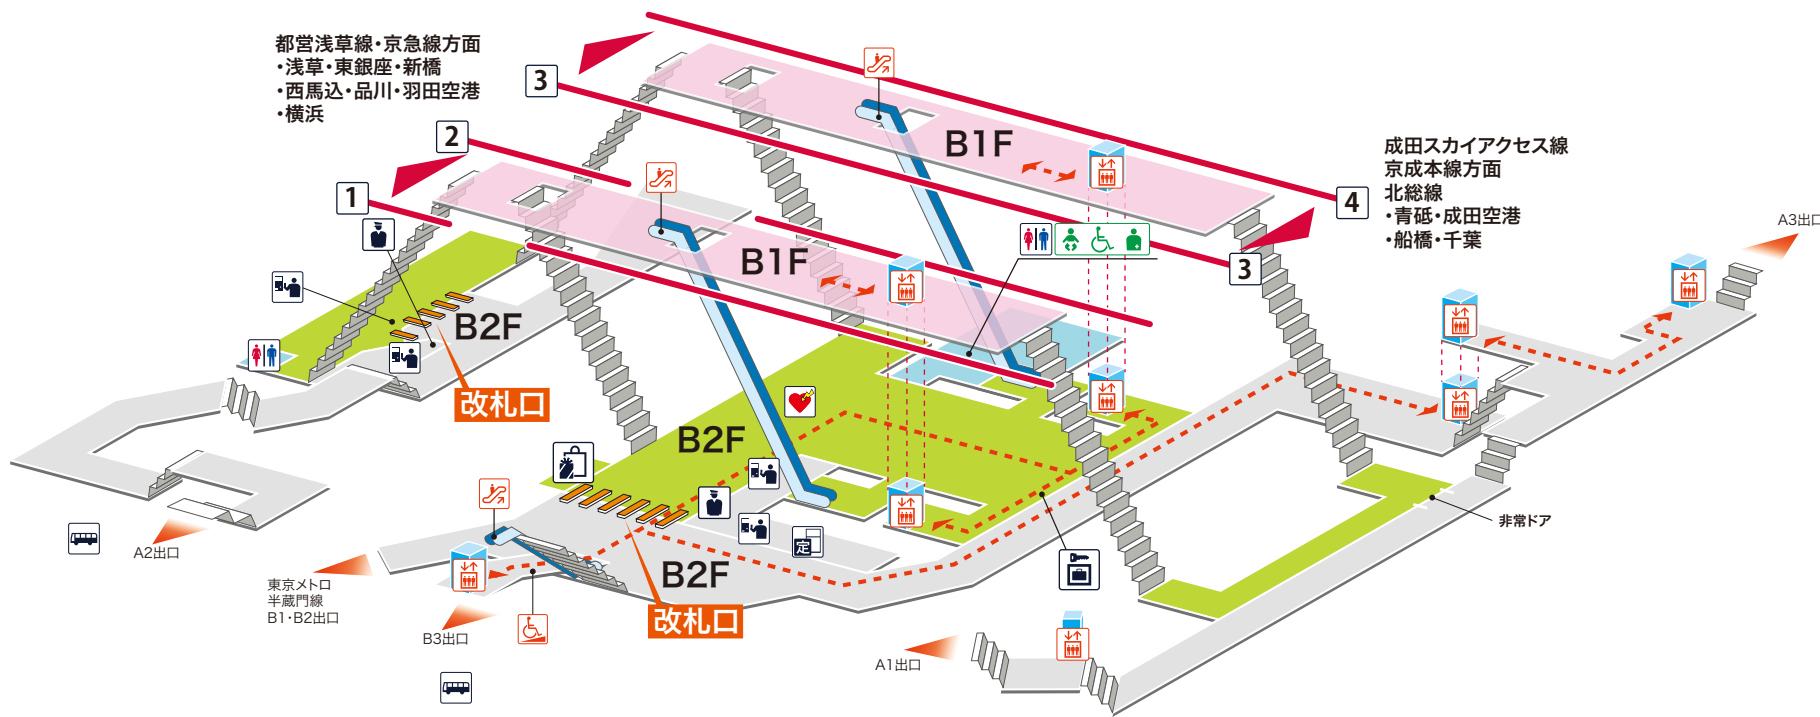 都営浅草線・京急線方面
・浅草・東銀座・新橋
・西馬込・品川・羽田空港
・横浜
3
2
1
4
3
成田スカイアクセス線
京成本線方面
北総線
・青砥・成田空港
・船橋・千葉
A3出口
B1F
B1F
B2F
改札口
B2F
定
B2F
改札口
非常ドア
A2出口
東京メトロ
半蔵門線
B1・B2出口
B3出口
A1出口